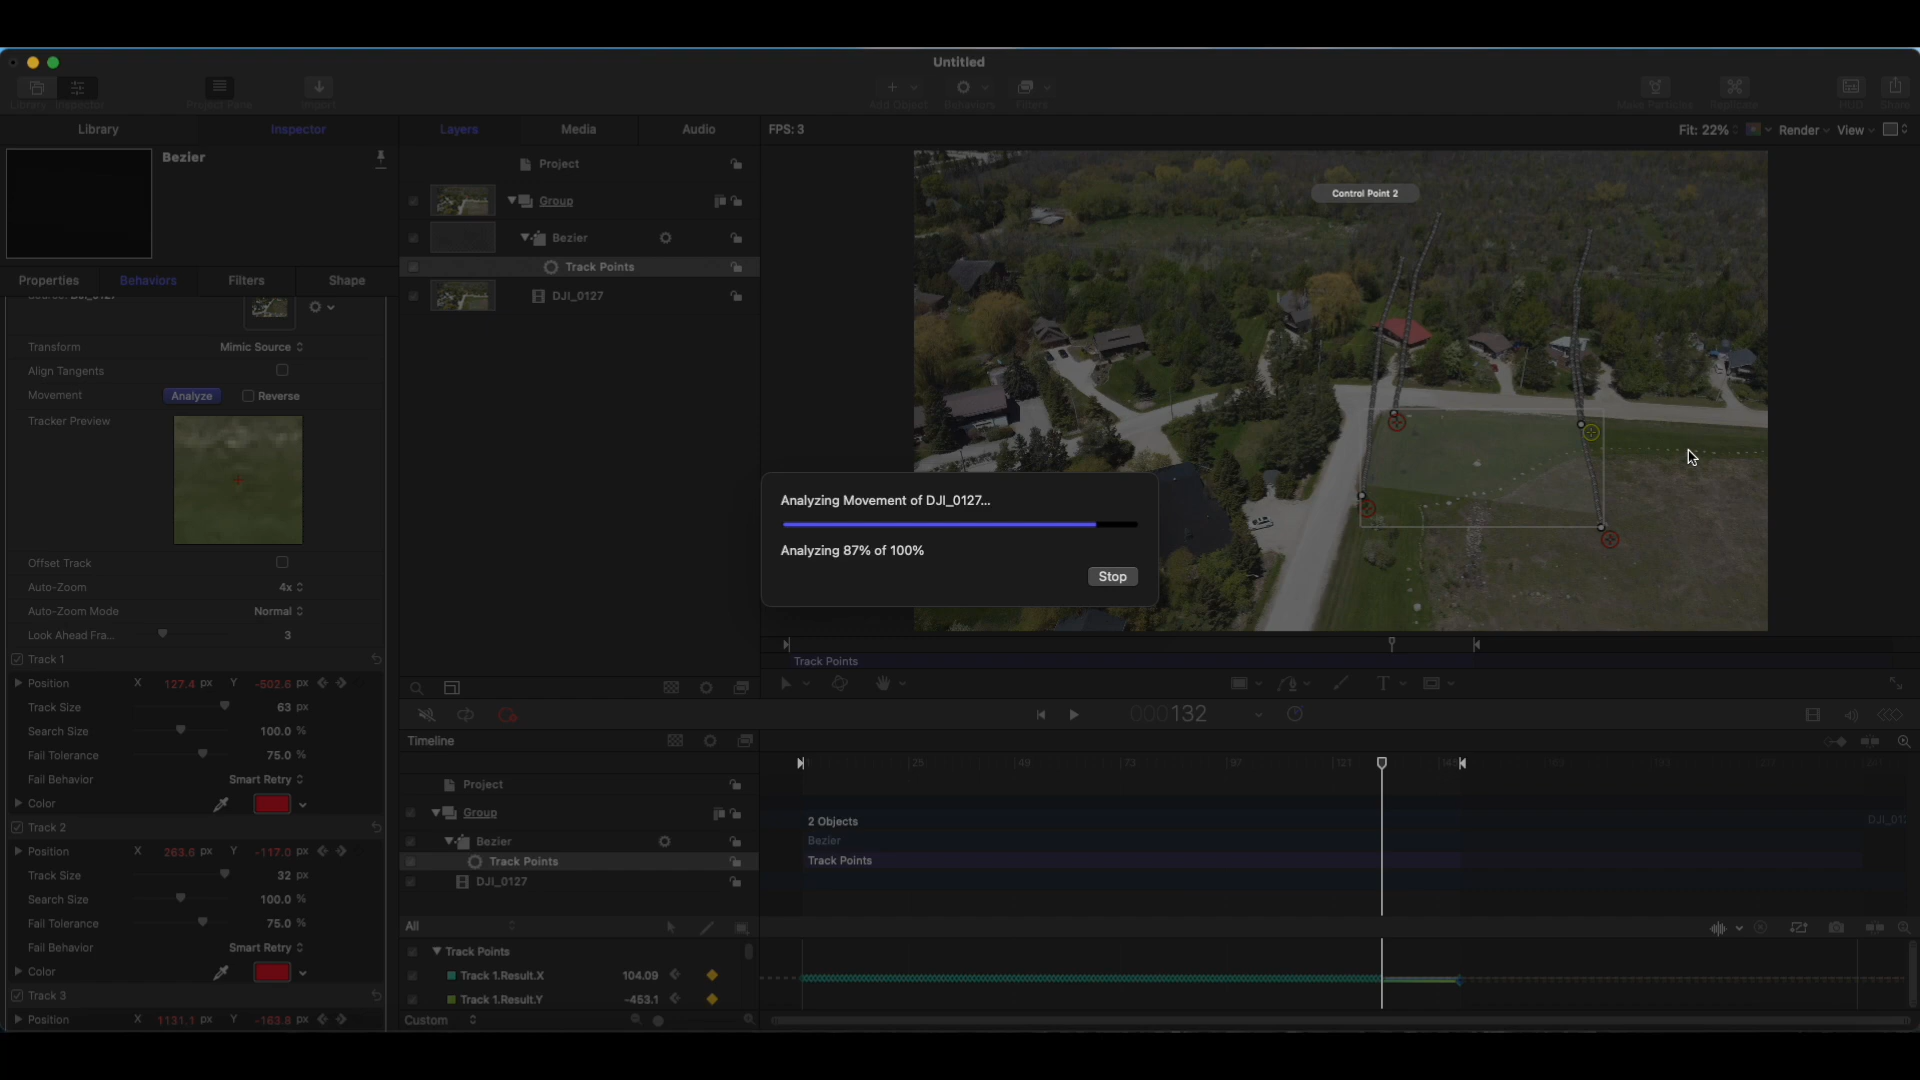 Untitled
Library
Inspector
Project Pane
Import
Add Object
Behaviors
Filters
Make Particles
Replicate
HUD
Share
Library
Inspector
Layers
Media
Audio
FPS: 3
Fit: 22%
Render
View
Bezier
Project
Group
Bezier
Track Points
DJI_0127
Control Point 2
Properties
Behaviors
Filters
Shape
Transform
Mimic Source
Align Tangents
Movement
Analyze
Reverse
Tracker Preview
Offset Track
Auto-Zoom
4x
Auto-Zoom Mode
Normal
Look Ahead Fra...
3
Track 1
Position X 127.4 px Y -502.6 px
Track Size 63 px
Search Size 100.0 %
Fail Tolerance 75.0 %
Fail Behavior Smart Retry
Color
Track 2
Position X 263.6 px Y -117.0 px
Track Size 32 px
Search Size 100.0 %
Fail Tolerance 75.0 %
Fail Behavior Smart Retry
Color
Track 3
Position X 1131.1 px Y -163.8 px
Analyzing Movement of DJI_0127...
Analyzing 87% of 100%
Stop
Track Points
T
000132
Timeline
25 49 73 97 121
Project
Group
Bezier
Track Points
DJI_0127
2 Objects
Bezier
Track Points
All
Track Points
Track 1.Result.X 104.09
Track 1.Result.Y -453.1
Custom